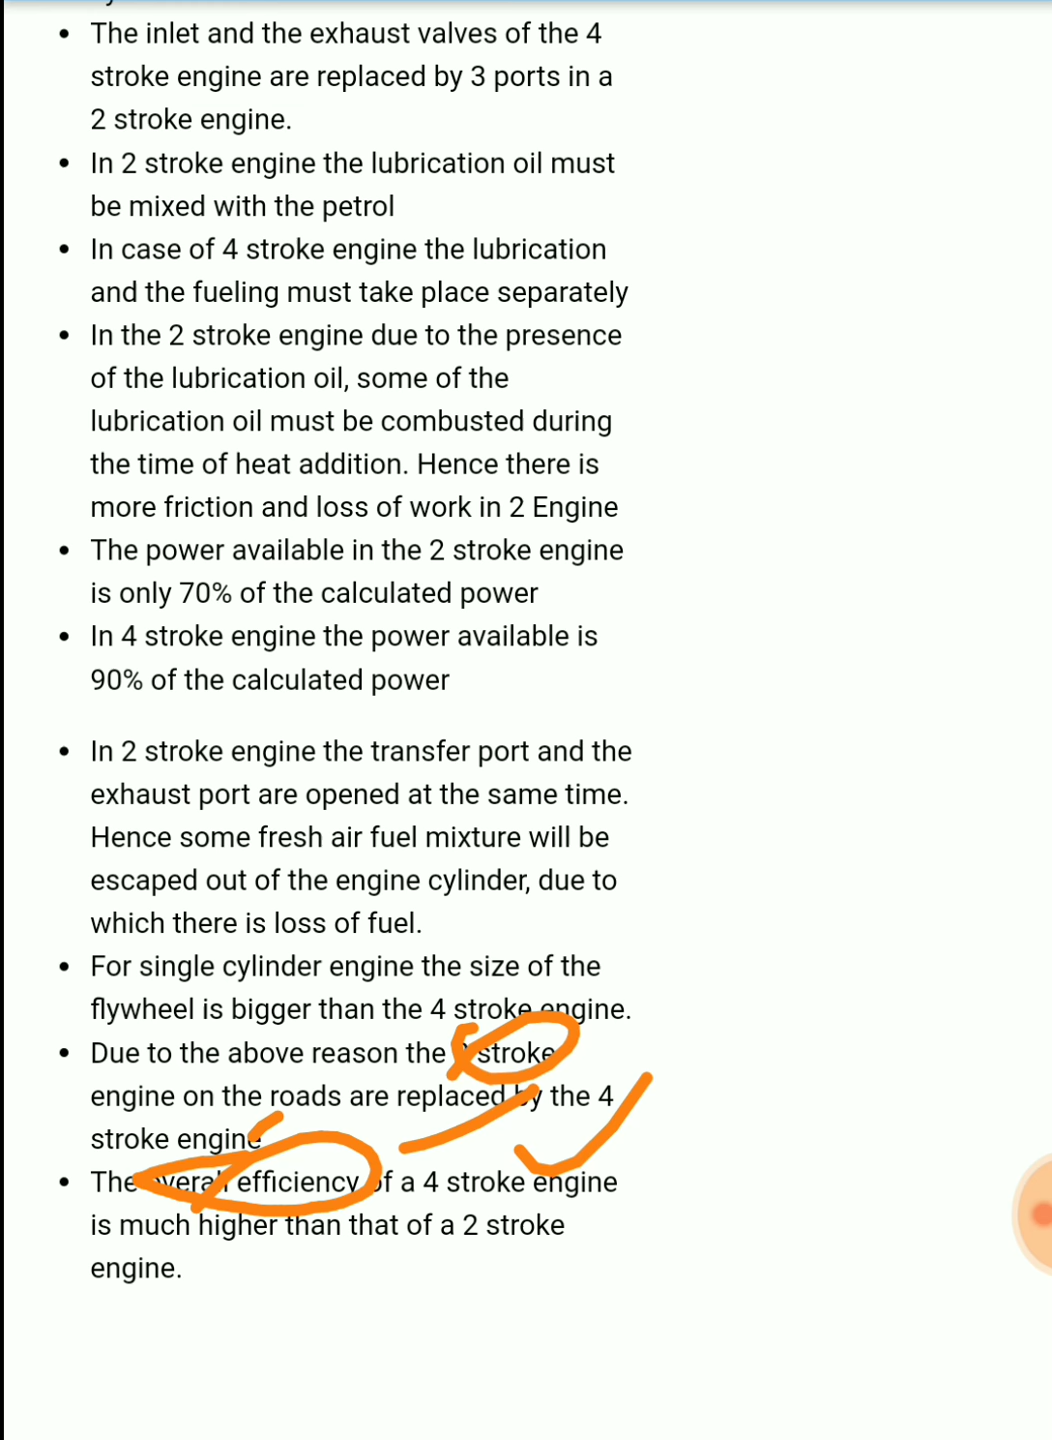 • The inlet and the exhaust valves of the 4
stroke engine are replaced by 3 ports in a
2 stroke engine.
• In 2 stroke engine the lubrication oil must
be mixed with the petrol
• In case of 4 stroke engine the lubrication
and the fueling must take place separately
• In the 2 stroke engine due to the presence
of the lubrication oil, some of the
lubrication oil must be combusted during
the time of heat addition. Hence there is
more friction and loss of work in 2 Engine
• The power available in the 2 stroke engine
is only 70% of the calculated power
• In 4 stroke engine the power available is
90% of the calculated power
• In 2 stroke engine the transfer port and the
exhaust port are opened at the same time.
Hence some fresh air fuel mixture will be
escaped out of the engine cylinder, due to
which there is loss of fuel.
• For single cylinder engine the size of the
flywheel is bigger than the 4 stroke engine.
• Due to the above reason the stroke
engine on the roads are replaced by the 4
stroke engine
• The overall efficiency of a 4 stroke engine
is much higher than that of a 2 stroke
engine.